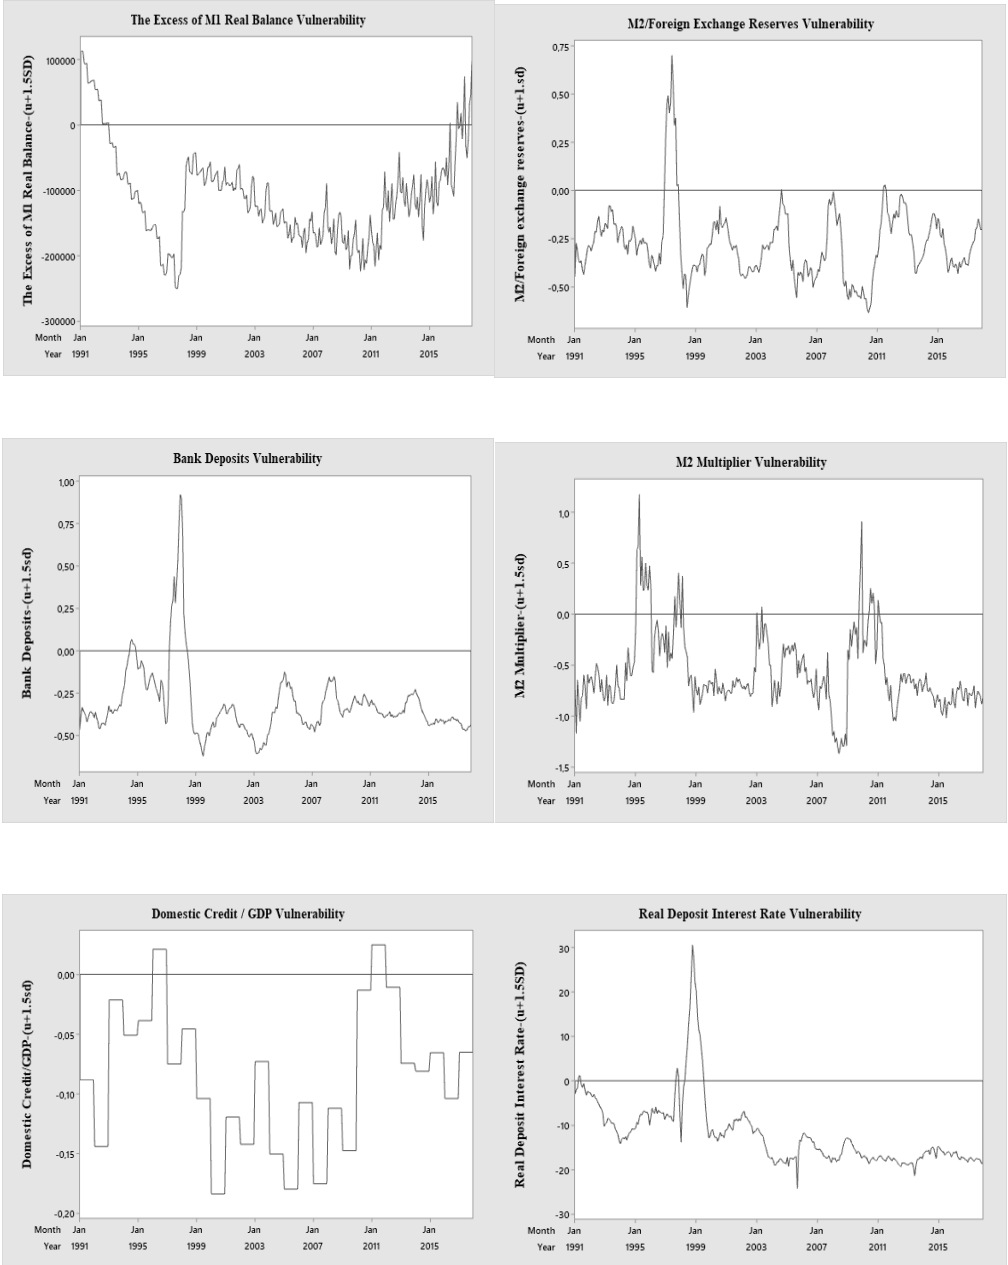 The Excess of M1 Real Balance Vulnerability
The Excess of M1 Real Balance-(u+1.5SD)
100000
0
-100000
-200000
-300000
Month Jan Jan Jan Jan Jan Jan Jan
Year 1991 1995 1999 2003 2007 2011 2015
M2/Foreign Exchange Reserves Vulnerability
M2/Foreign exchange reserves-(u+1.sd)
0,75
0,50
0,25
0,00
-0,25
-0,50
Month Jan Jan Jan Jan Jan Jan Jan
Year 1991 1995 1999 2003 2007 2011 2015
Bank Deposits Vulnerability
Bank Deposits-(u+1.5sd)
1,00
0,75
0,50
0,25
0,00
-0,25
-0,50
Month Jan Jan Jan Jan Jan Jan Jan
Year 1991 1995 1999 2003 2007 2011 2015
M2 Multiplier Vulnerability
M2 Multiplier-(u+1.5sd)
1,0
0,5
0,0
-0,5
-1,0
-1,5
Month Jan Jan Jan Jan Jan Jan Jan
Year 1991 1995 1999 2003 2007 2011 2015
Domestic Credit / GDP Vulnerability
Domestic Credit/GDP-(u+1.5sd)
0,00
-0,05
-0,10
-0,15
-0,20
Month Jan Jan Jan Jan Jan Jan Jan
Year 1991 1995 1999 2003 2007 2011 2015
Real Deposit Interest Rate Vulnerability
Real Deposit Interest Rate-(u+1.5SD)
30
20
10
0
-10
-20
-30
Month Jan Jan Jan Jan Jan Jan Jan
Year 1991 1995 1999 2003 2007 2011 2015